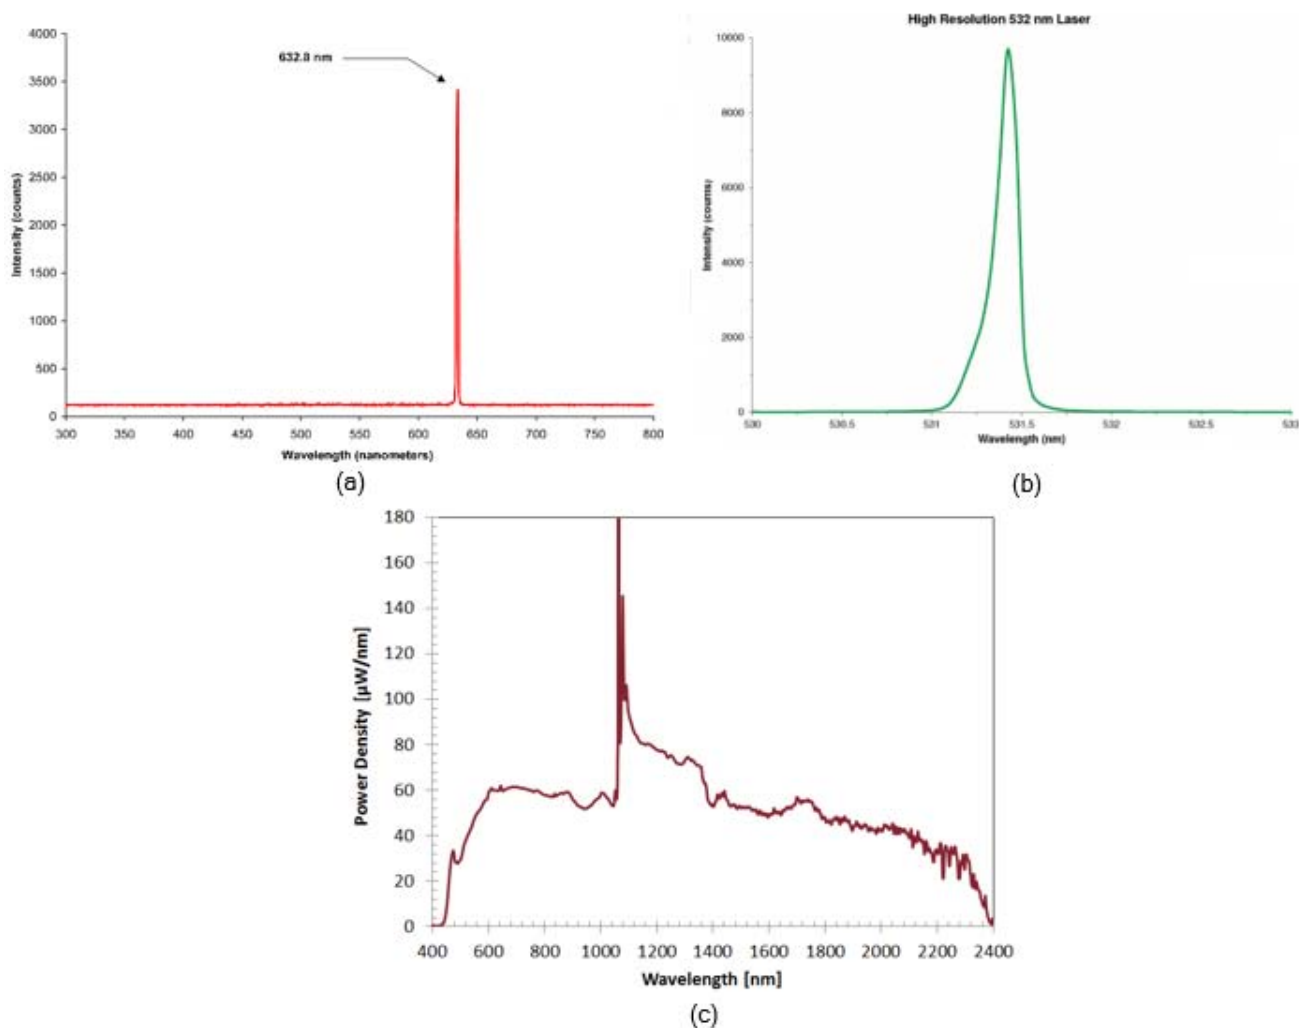 4000
3500
3000
2500
2000
1500
1000
500
0
632.8 nm
Intensity (counts)
300 350 400 450 500 550 600 650 700 750 800
Wavelength (nanometers)
(a)
High Resolution 532 nm Laser
10000
8000
6000
4000
2000
0
Intensity (counts)
530 530.5 531 531.5 532 532.5 533
Wavelength (nm)
(b)
180
160
140
120
100
80
60
40
20
0
Power Density [µW/nm]
400 600 800 1000 1200 1400 1600 1800 2000 2200 2400
Wavelength [nm]
(c)